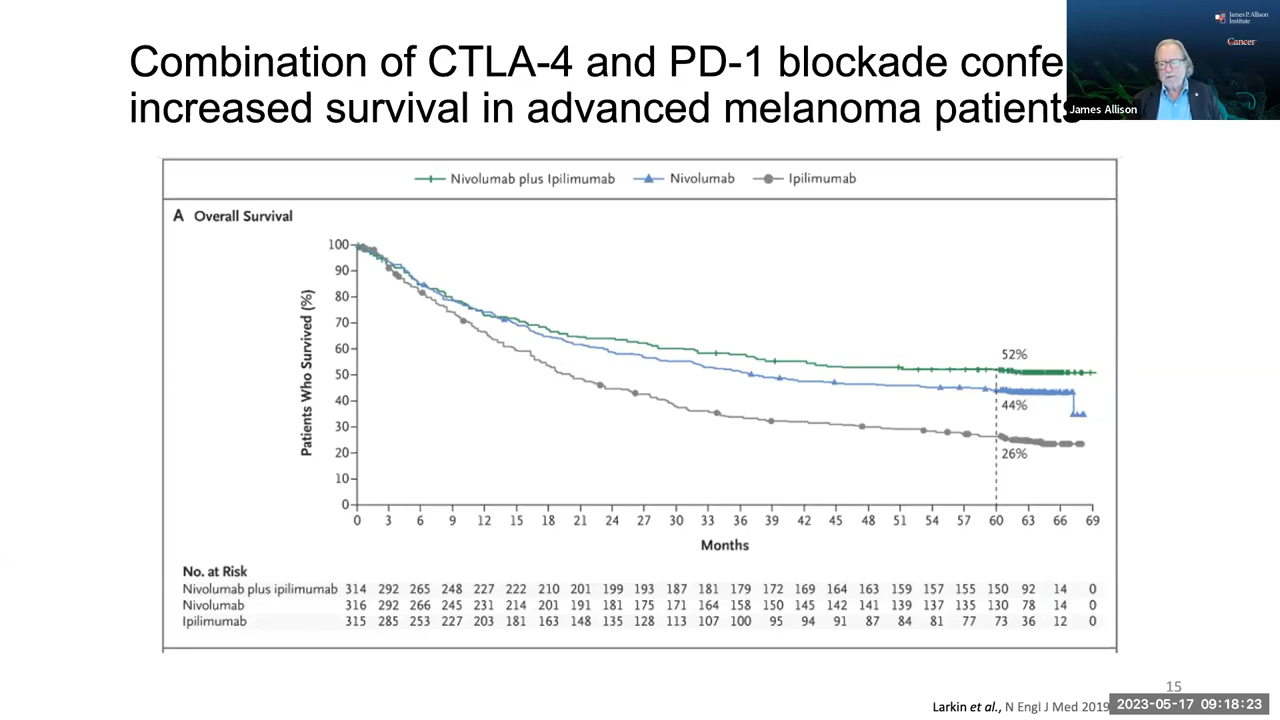 James P. Allison
Institute
Cancer
James Allison
Combination of CTLA-4 and PD-1 blockade confe
increased survival in advanced melanoma patients
Nivolumab plus Ipilimumab Nivolumab Ipilimumab
A Overall Survival
Patients Who Survived (%)
100
90
80
70
60
50
40
30
20
10
0
52%
44%
26%
0 3 6 9 12 15 18 21 24 27 30 33 36 39 42 45 48 51 54 57 60 63 66 69
Months
No. at Risk
Nivolumab plus ipilimumab 314 292 265 248 227 222 210 201 199 193 187 181 179 172 169 164 163 159 157 155 150 92 14 0
Nivolumab 316 292 266 245 231 214 201 191 181 175 171 164 158 150 145 142 141 139 137 135 130 78 14 0
Ipilimumab 315 285 253 227 203 181 163 148 135 128 113 107 100 95 94 91 87 84 81 77 73 36 12 0
15
Larkin et al., N Engl J Med 2019
2023-05-17 09:18:23